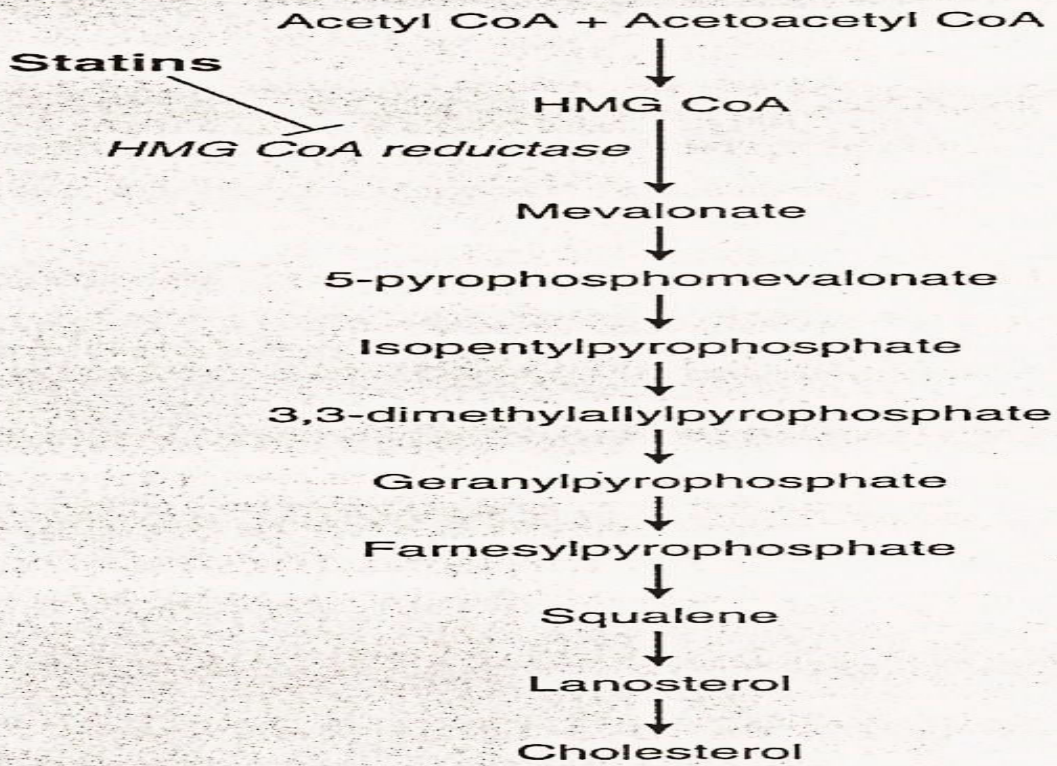 Acetyl CoA + Acetoacetyl CoA
Statins
HMG CoA
HMG CoA reductase
Mevalonate
5-pyrophosphomevalonate
Isopentylpyrophosphate
3,3-dimethylallylpyrophosphate
Geranylpyrophosphate
Farnesylpyrophosphate
Squalene
Lanosterol
Cholesterol